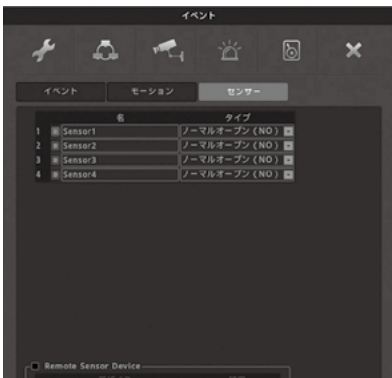 イベント
イベント モーション センサー
名 タイプ
1 Sensor1 ノーマルオープン (NO)
2 Sensor2 ノーマルオープン (NO)
3 Sensor3 ノーマルオープン (NO)
4 Sensor4 ノーマルオープン (NO)
Remote Sensor Device